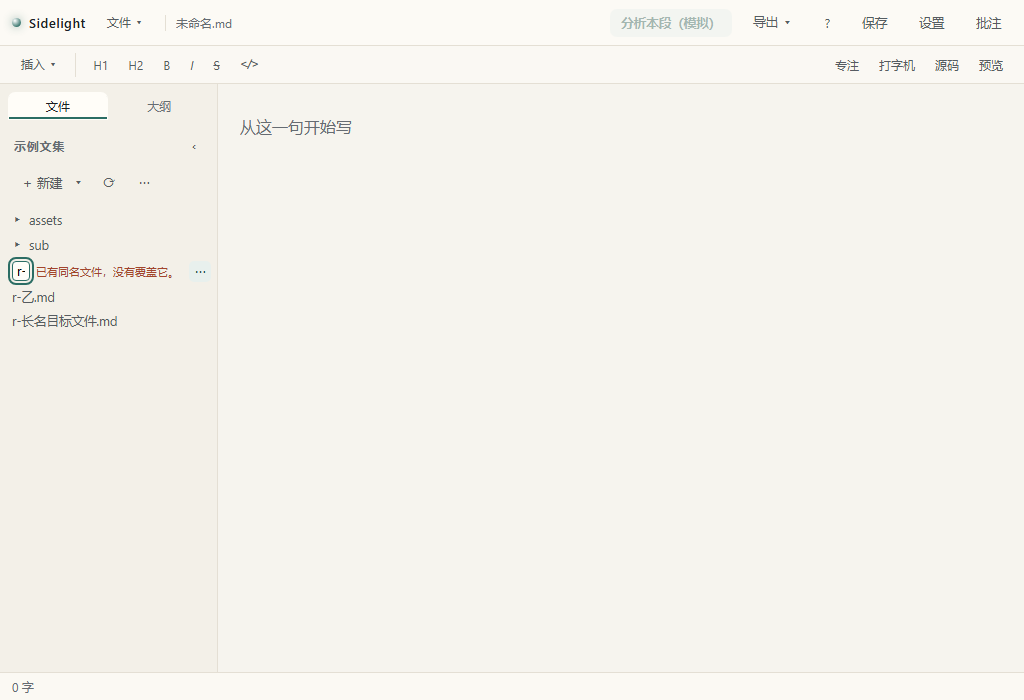 Sidelight 文件 未命名.md 分析本段（模拟） 导出 ? 保存 设置 批注
插入 H1 H2 B I S </> 专注 打字机 源码 预览
文件 大纲
示例文集 ‹
+ 新建 ⟳ ···
assets
sub
r- 已有同名文件，没有覆盖它。 ···
r-乙.md
r-长名目标文件.md
从这一句开始写
0 字